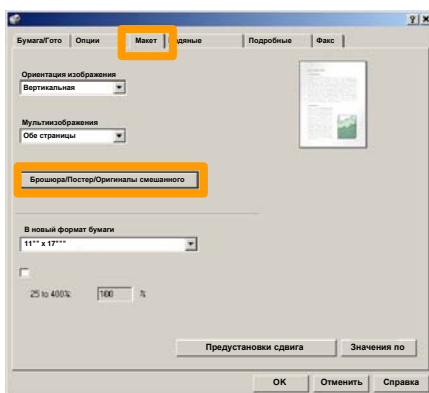 Бумага/Гото Опции Макет дяные Подробные Факс
Ориентация изображения
Вертикальная
Мультиизображения
Обе страницы
Брошюра/Постер/Оригиналы смешанного
В новый формат бумаги
11"" x 17"""
25 to 400%: 100 %
Предустановки сдвига Значения по
OK Отменить Справка